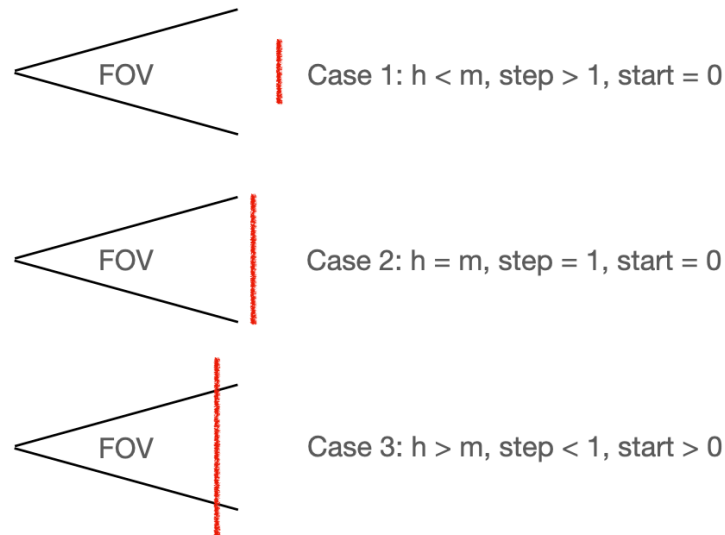 FOV
Case 1: h < m, step > 1, start = 0
FOV
Case 2: h = m, step = 1, start = 0
FOV
Case 3: h > m, step < 1, start > 0